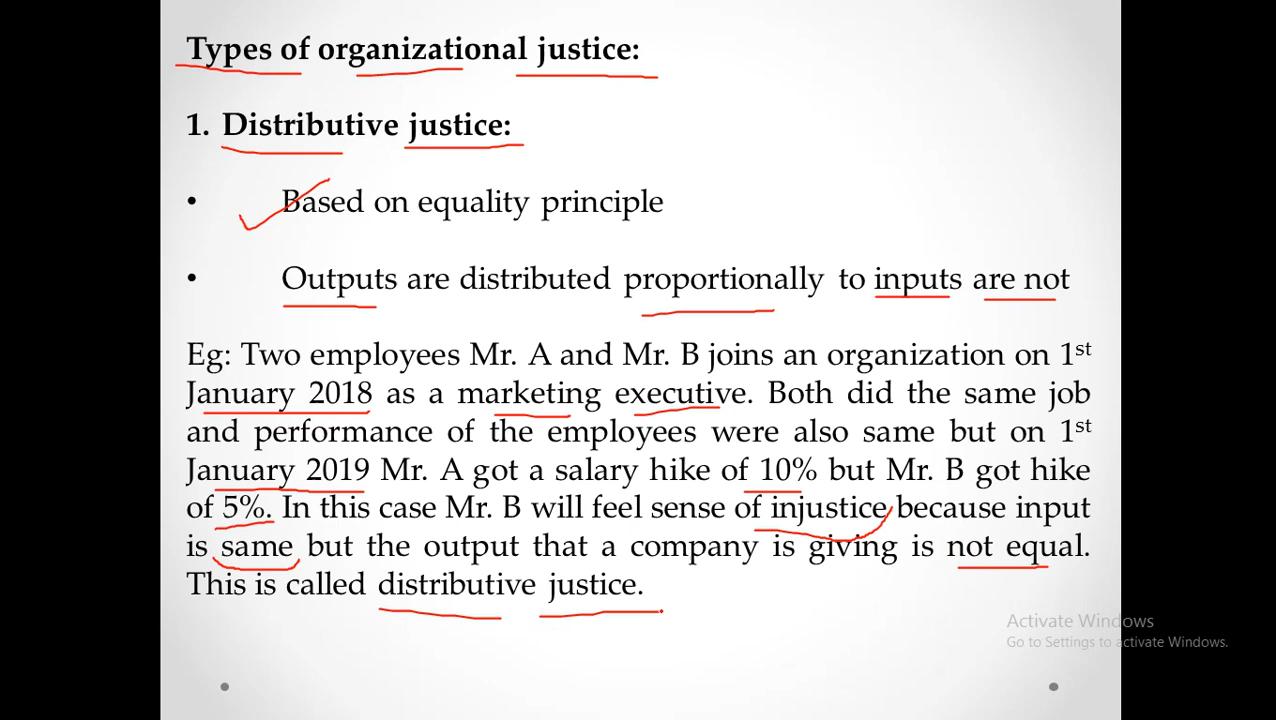 Types of organizational justice:
1. Distributive justice:
• Based on equality principle
• Outputs are distributed proportionally to inputs are not
Eg: Two employees Mr. A and Mr. B joins an organization on 1st
January 2018 as a marketing executive. Both did the same job
and performance of the employees were also same but on 1st
January 2019 Mr. A got a salary hike of 10% but Mr. B got hike
of 5%. In this case Mr. B will feel sense of injustice because input
is same but the output that a company is giving is not equal.
This is called distributive justice.
Activate Windows
Go to Settings to activate Windows.